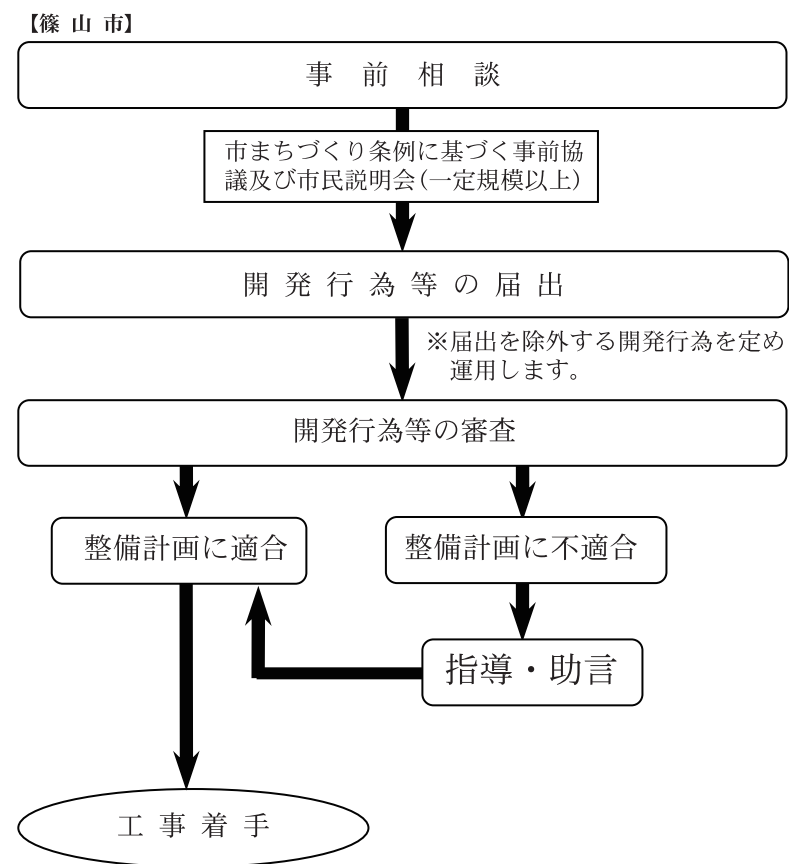 【篠山市】
事前相談
市まちづくり条例に基づく事前協
議及び市民説明会(一定規模以上)
開発行為等の届出
※届出を除外する開発行為を定め
運用します。
開発行為等の審査
整備計画に適合
整備計画に不適合
指導・助言
工事着手